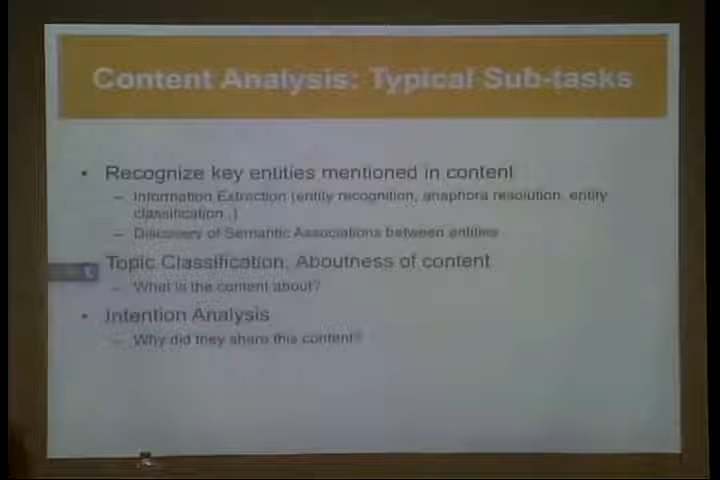 Content Analysis: Typical Sub-tasks
• Recognize key entities mentioned in content
– Information Extraction (entity recognition, anaphora resolution, entity
classification..)
– Discovery of Semantic Associations between entities
Topic Classification, Aboutness of content
– What is the content about?
• Intention Analysis
– Why did they share this content?